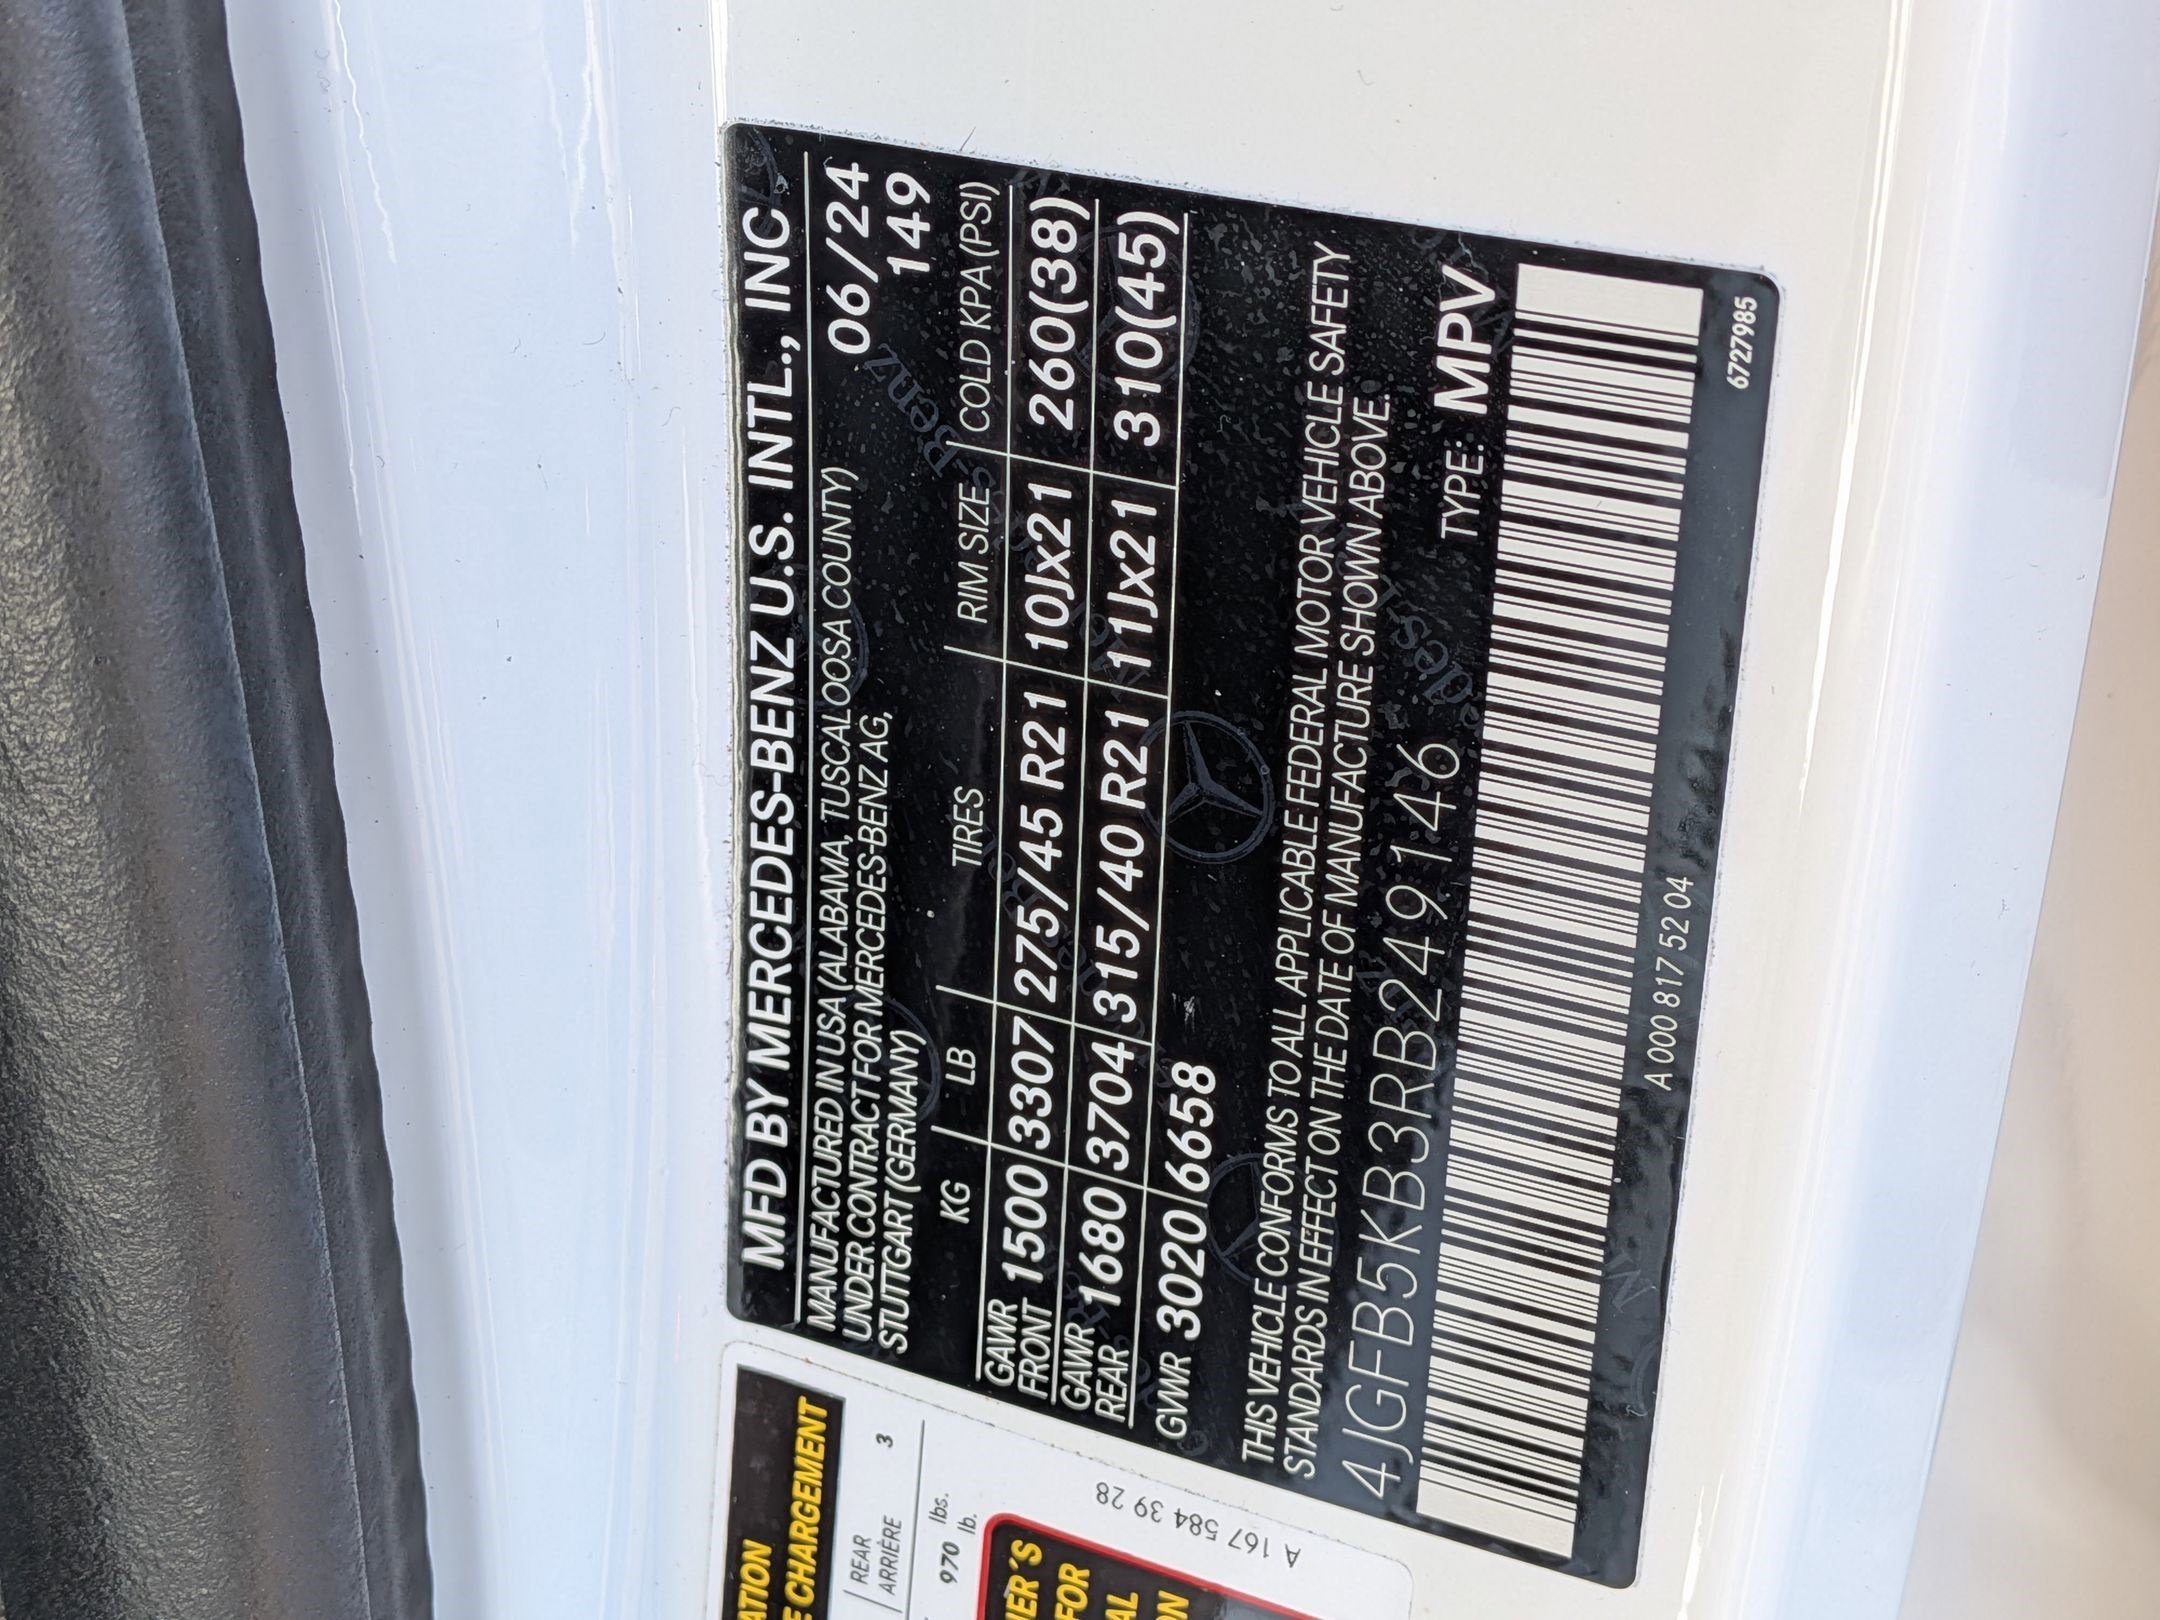 MFD BY MERCEDES-BENZ U.S. INTL., INC
MANUFACTURED IN USA (ALABAMA, TUSCALOOSA COUNTY) 06/24
UNDER CONTRACT FOR MERCEDES-BENZ AG, 149
STUTTGART (GERMANY)
KG LB TIRES RIM SIZE COLD KPA (PSI)
GAWR FRONT 1500 3307 275/45 R21 10Jx21 260(38)
GAWR REAR 1680 3704 315/40 R21 11Jx21 310(45)
GVWR 3020 6658
THIS VEHICLE CONFORMS TO ALL APPLICABLE FEDERAL MOTOR VEHICLE SAFETY
STANDARDS IN EFFECT ON THE DATE OF MANUFACTURE SHOWN ABOVE.
4JGFB5KB3RB249146 TYPE: MPV
A 000 817 52 04
6727985
CHARGEMENT
REAR
ARRIÈRE 3
970 lbs.
lb.
A 167 584 39 28
FOR